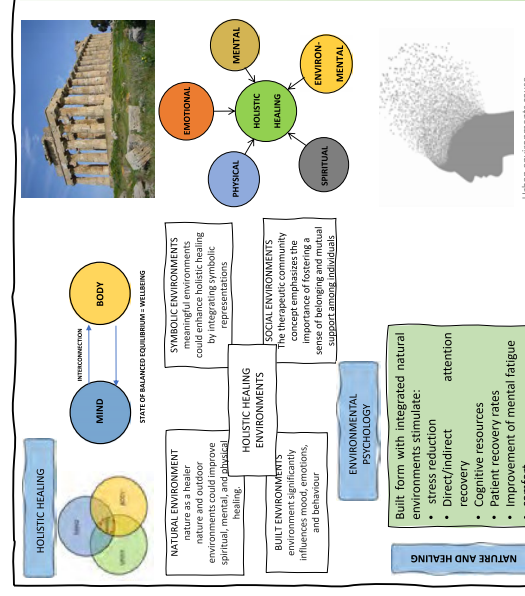 HOLISTIC HEALING
MIND
BODY
INTERCONNECTION
STATE OF BALANCED EQUILIBRIUM = WELLBEING
NATURAL ENVIRONMENT
nature as a healer
nature and outdoor
environments could improve
spiritual, mental, and physical
healing.
SYMBOLIC ENVIRONMENTS
meaningful environments
could enhance holistic healing
by integrating symbolic
representations
HOLISTIC HEALING
ENVIRONMENTS
BUILT ENVIRONMENTS
environment significantly
influences mood, emotions,
and behaviour
SOCIAL ENVIRONMENTS
The therapeutic community
concept emphasizes the
importance of fostering a
sense of belonging and mutual
support among individuals
EMOTIONAL
MENTAL
PHYSICAL
HOLISTIC
HEALING
ENVIRON-
MENTAL
SPIRITUAL
ENVIRONMENTAL
PSYCHOLOGY
NATURE AND HEALING
Built form with integrated natural
environments stimulate:
• stress reduction
• Direct/indirect attention
recovery
• Cognitive resources
• Patient recovery rates
• Improvement of mental fatigue